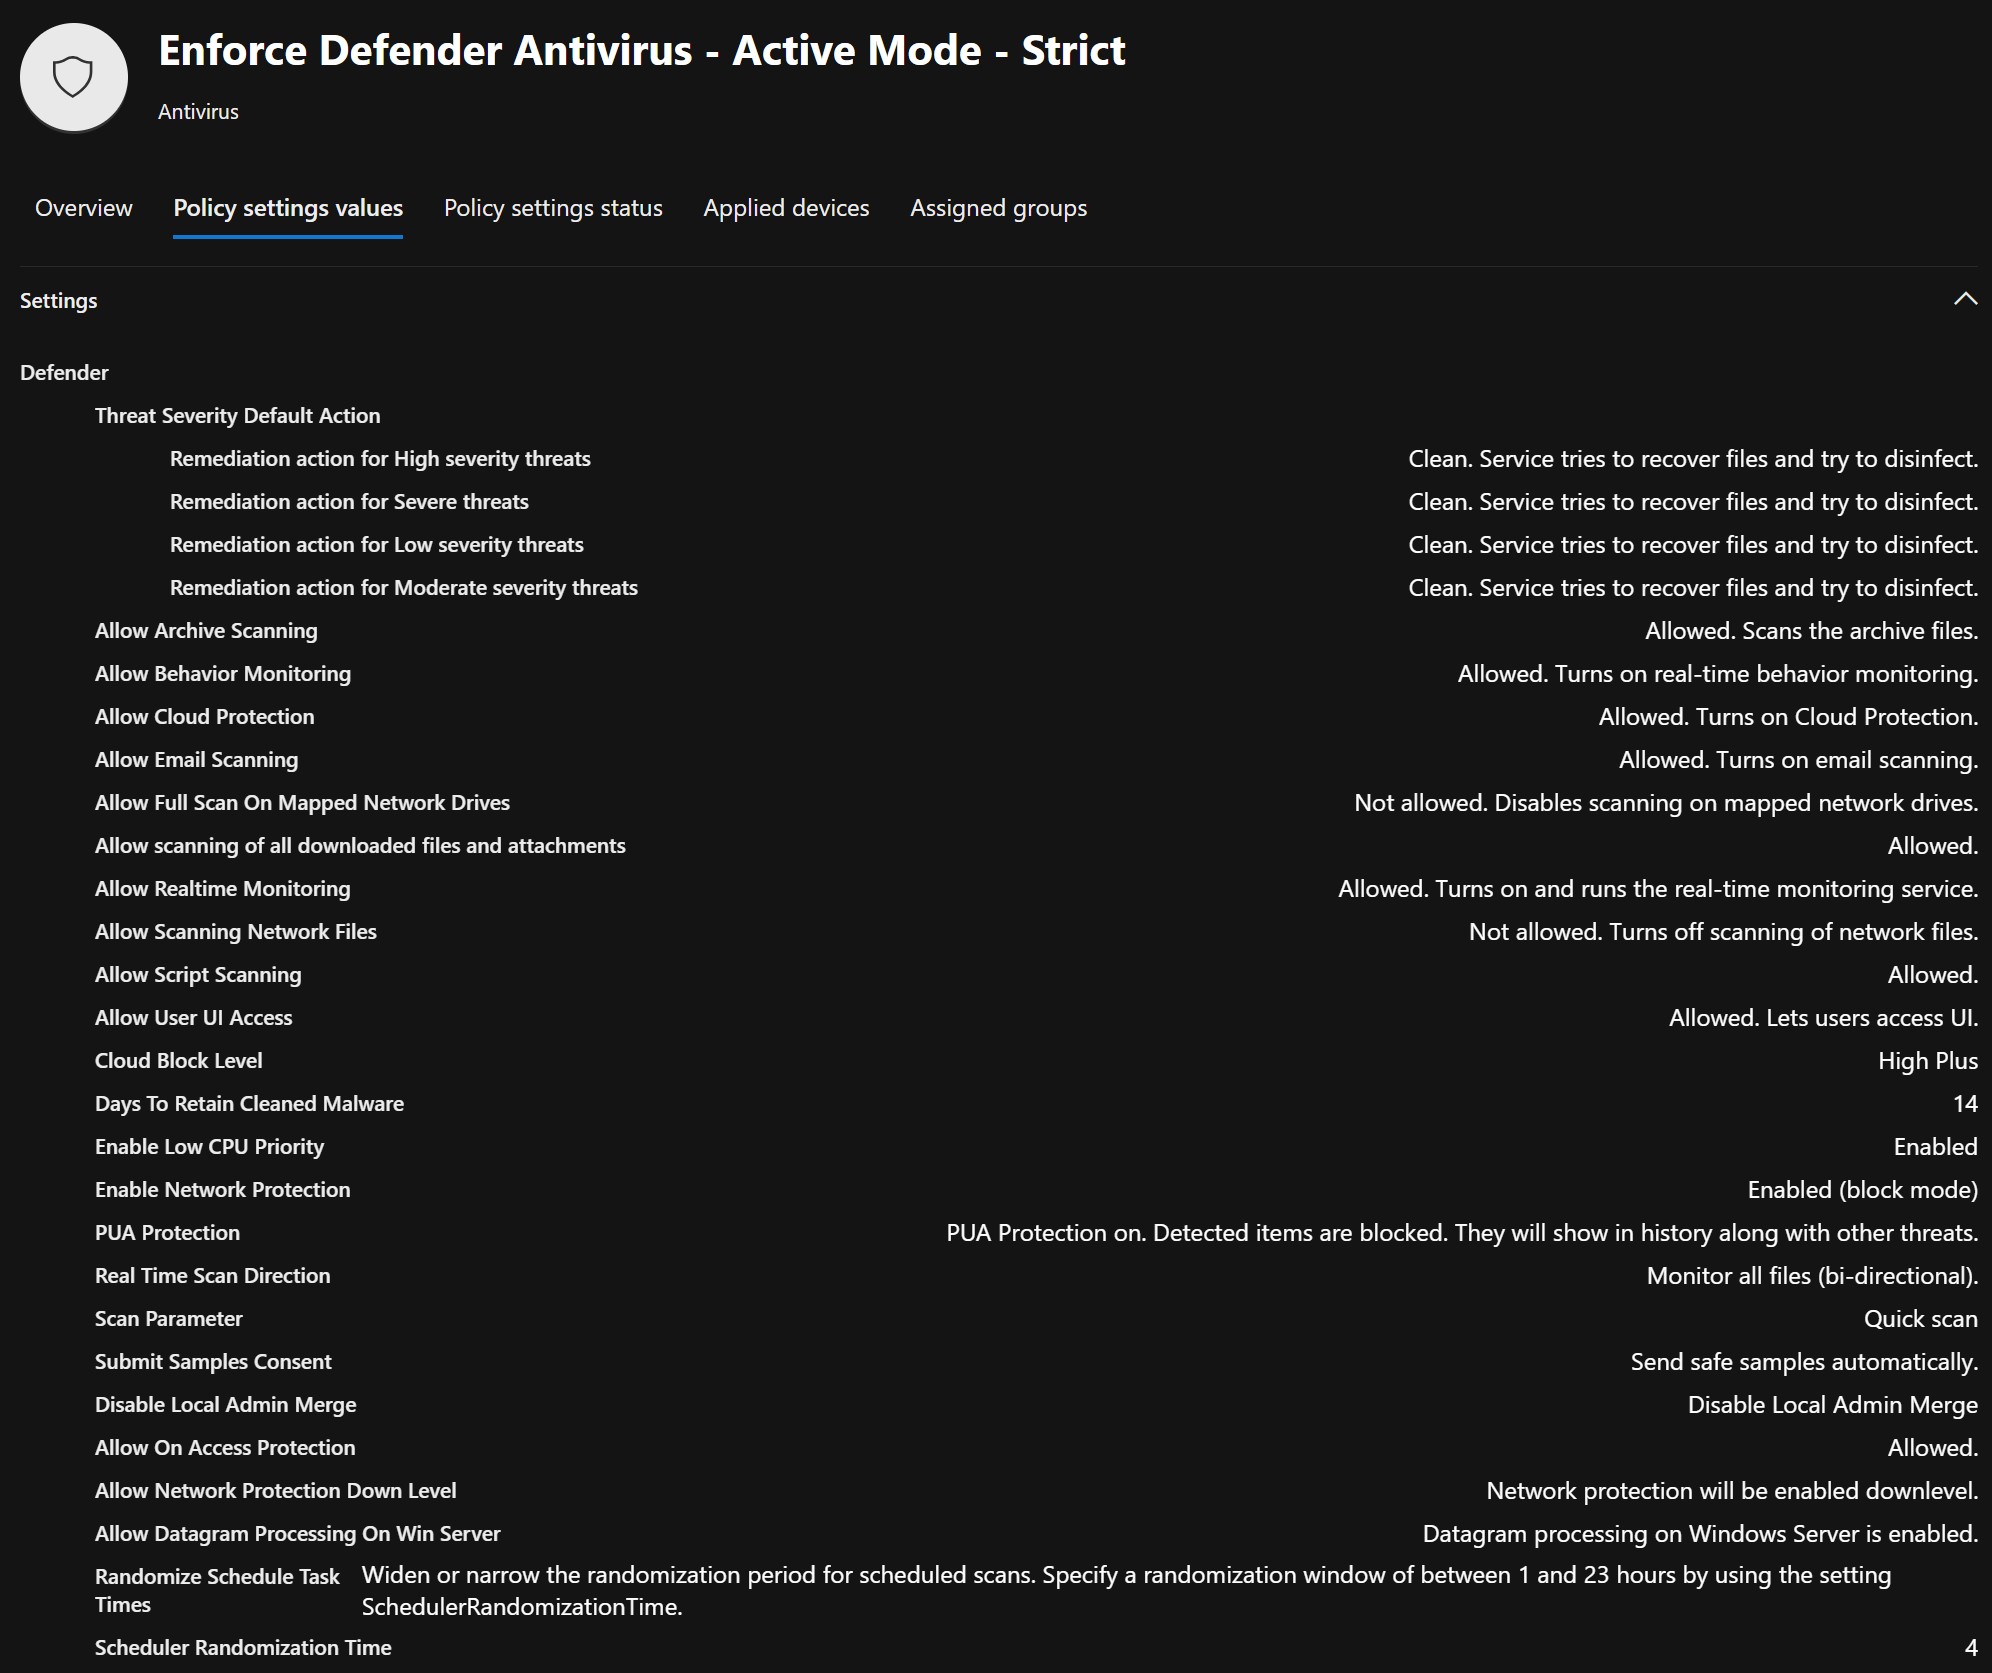 Enforce Defender Antivirus - Active Mode - Strict
Antivirus
Overview
Policy settings values
Policy settings status
Applied devices
Assigned groups
Settings
Defender
Threat Severity Default Action
Remediation action for High severity threats Clean. Service tries to recover files and try to disinfect.
Remediation action for Severe threats Clean. Service tries to recover files and try to disinfect.
Remediation action for Low severity threats Clean. Service tries to recover files and try to disinfect.
Remediation action for Moderate severity threats Clean. Service tries to recover files and try to disinfect.
Allow Archive Scanning Allowed. Scans the archive files.
Allow Behavior Monitoring Allowed. Turns on real-time behavior monitoring.
Allow Cloud Protection Allowed. Turns on Cloud Protection.
Allow Email Scanning Allowed. Turns on email scanning.
Allow Full Scan On Mapped Network Drives Not allowed. Disables scanning on mapped network drives.
Allow scanning of all downloaded files and attachments Allowed.
Allow Realtime Monitoring Allowed. Turns on and runs the real-time monitoring service.
Allow Scanning Network Files Not allowed. Turns off scanning of network files.
Allow Script Scanning Allowed.
Allow User UI Access Allowed. Lets users access UI.
Cloud Block Level High Plus
Days To Retain Cleaned Malware 14
Enable Low CPU Priority Enabled
Enable Network Protection Enabled (block mode)
PUA Protection PUA Protection on. Detected items are blocked. They will show in history along with other threats.
Real Time Scan Direction Monitor all files (bi-directional).
Scan Parameter Quick scan
Submit Samples Consent Send safe samples automatically.
Disable Local Admin Merge Disable Local Admin Merge
Allow On Access Protection Allowed.
Allow Network Protection Down Level Network protection will be enabled downlevel.
Allow Datagram Processing On Win Server Datagram processing on Windows Server is enabled.
Randomize Schedule Task Times
Widen or narrow the randomization period for scheduled scans. Specify a randomization window of between 1 and 23 hours by using the setting
SchedulerRandomizationTime.
Scheduler Randomization Time 4